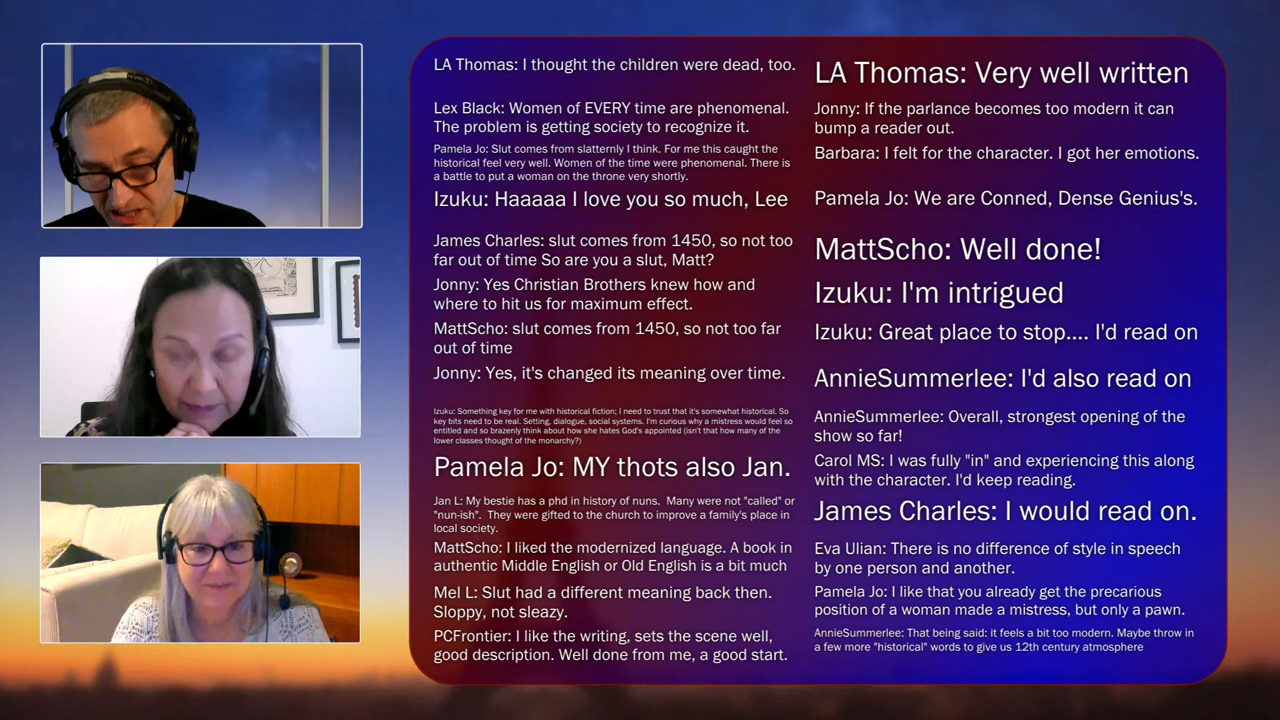 LA Thomas: I thought the children were dead, too.
Lex Black: Women of EVERY time are phenomenal.
The problem is getting society to recognize it.
Pamela Jo: Slut comes from slatternly I think. For me this caught the
historical feel very well. Women of the time were phenomenal. There is
a battle to put a woman on the throne very shortly.
Izuku: Haaaaa I love you so much, Lee
James Charles: slut comes from 1450, so not too
far out of time So are you a slut, Matt?
Jonny: Yes Christian Brothers knew how and
where to hit us for maximum effect.
MattScho: slut comes from 1450, so not too far
out of time
Jonny: Yes, it's changed its meaning over time.
Izuku: Something key for me with historical fiction; I need to trust that it's somewhat historical. So
key bits need to be real. Setting, dialogue, social systems. I'm curious why a mistress would feel so
entitled and so brazenly think about how she hates God's appointed (isn't that how many of the
lower classes thought of the monarchy?)
Pamela Jo: MY thots also Jan.
Jan L: My bestie has a phd in history of nuns. Many were not "called" or
"nun-ish". They were gifted to the church to improve a family's place in
local society.
MattScho: I liked the modernized language. A book in
authentic Middle English or Old English is a bit much
Mel L: Slut had a different meaning back then.
Sloppy, not sleazy.
PCFrontier: I like the writing, sets the scene well,
good description. Well done from me, a good start.
LA Thomas: Very well written
Jonny: If the parlance becomes too modern it can
bump a reader out.
Barbara: I felt for the character. I got her emotions.
Pamela Jo: We are Conned, Dense Genius's.
MattScho: Well done!
Izuku: I'm intrigued
Izuku: Great place to stop.... I'd read on
AnnieSummerlee: I'd also read on
AnnieSummerlee: Overall, strongest opening of the
show so far!
Carol MS: I was fully "in" and experiencing this along
with the character. I'd keep reading.
James Charles: I would read on.
Eva Ulian: There is no difference of style in speech
by one person and another.
Pamela Jo: I like that you already get the precarious
position of a woman made a mistress, but only a pawn.
AnnieSummerlee: That being said: it feels a bit too modern. Maybe throw in
a few more "historical" words to give us 12th century atmosphere